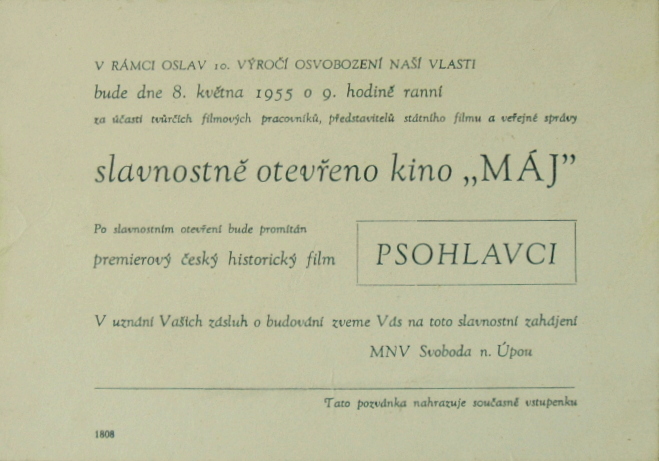 V RÁMCI OSLAV 10. VÝROČÍ OSVOBOZENÍ NAŠÍ VLASTI
bude dne 8. května 1955 o 9. hodině ranní
za účasti tvůrčích filmových pracovníků, představitelů státního filmu a veřejné správy
slavnostně otevřeno kino „MÁJ”
Po slavnostním otevření bude promítán
premierový český historický film
PSOHLAVCI
V uznání Vašich zásluh o budování zveme Vás na toto slavnostní zahájení
MNV Svoboda n. Úpou
Tato pozvánka nahrazuje současně vstupenku
1808